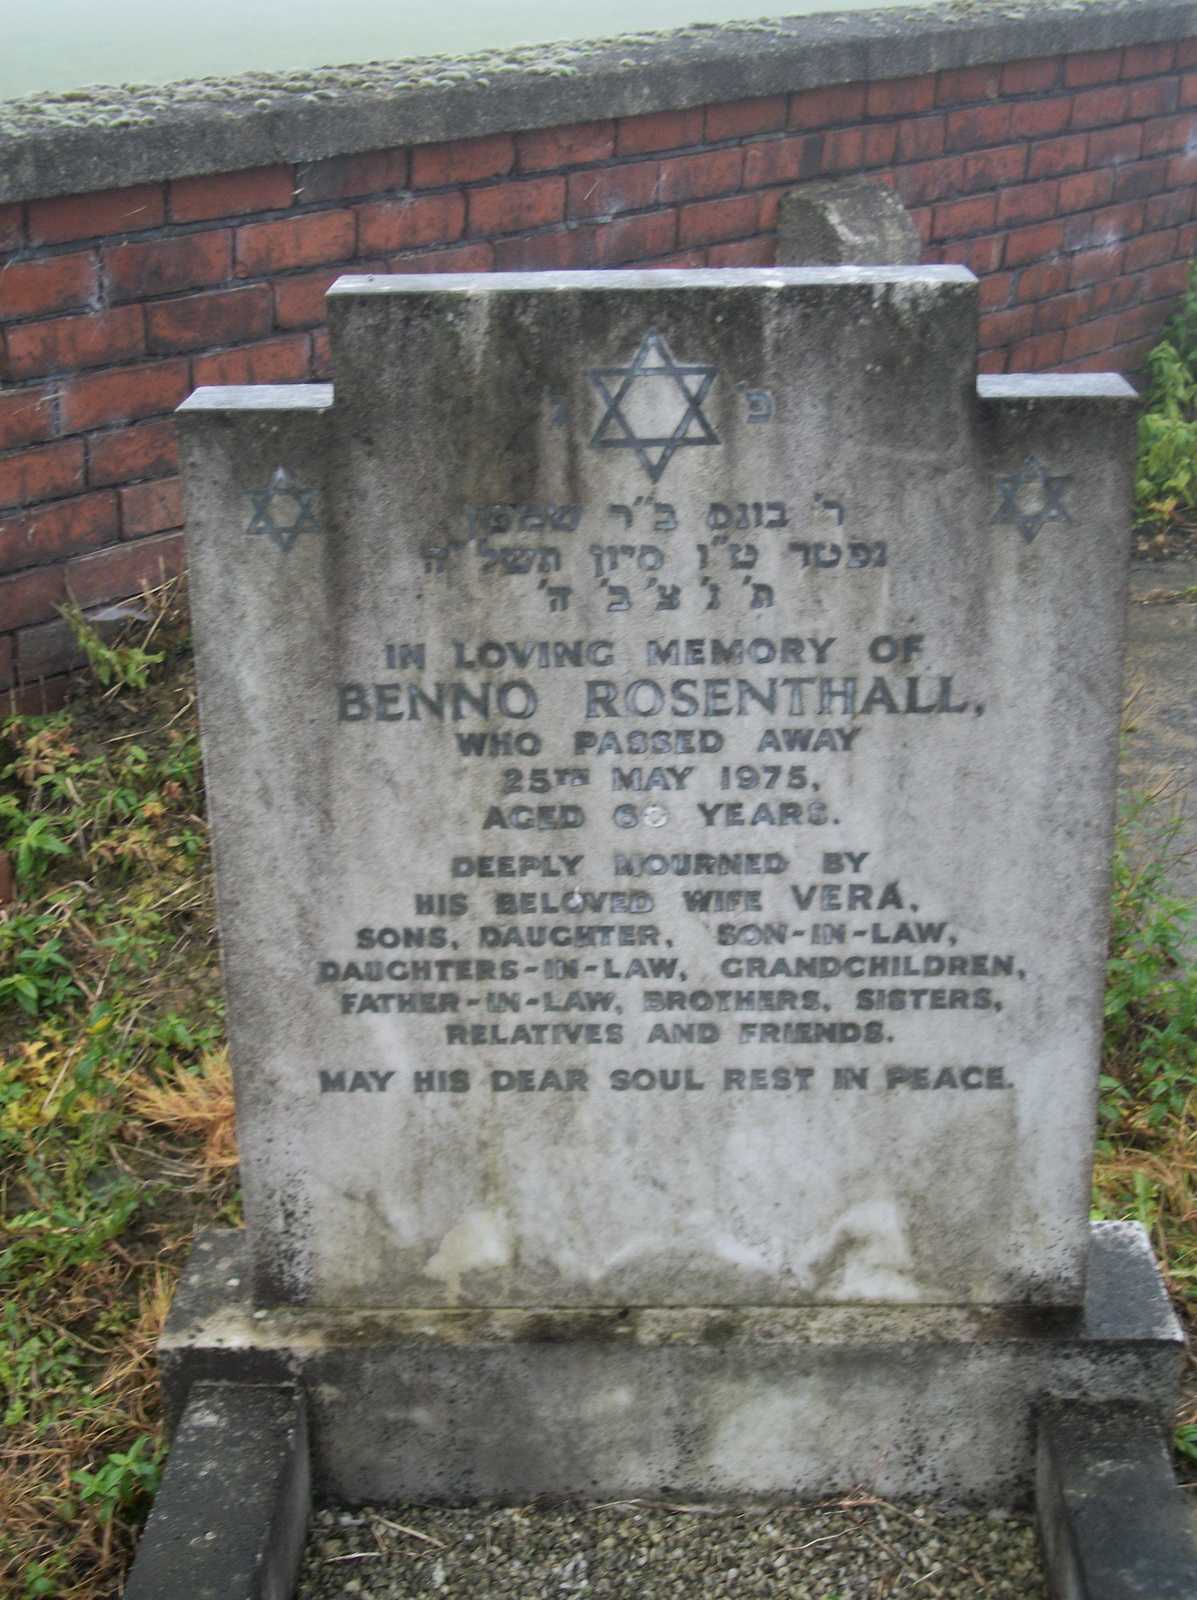 פ נ
ר' בונם ב"ר שמעון
נפטר ט"ו סיון תשל"ה
ת' נ' צ' ב' ה'
IN LOVING MEMORY OF
BENNO ROSENTHALL,
WHO PASSED AWAY
25TH MAY 1975,
AGED YEARS.
DEEPLY MOURNED BY
HIS BELOVED WIFE VERA,
SONS, DAUGHTER, SON-IN-LAW,
DAUGHTERS-IN-LAW, GRANDCHILDREN,
FATHER-IN-LAW, BROTHERS, SISTERS,
RELATIVES AND FRIENDS.
MAY HIS DEAR SOUL REST IN PEACE.